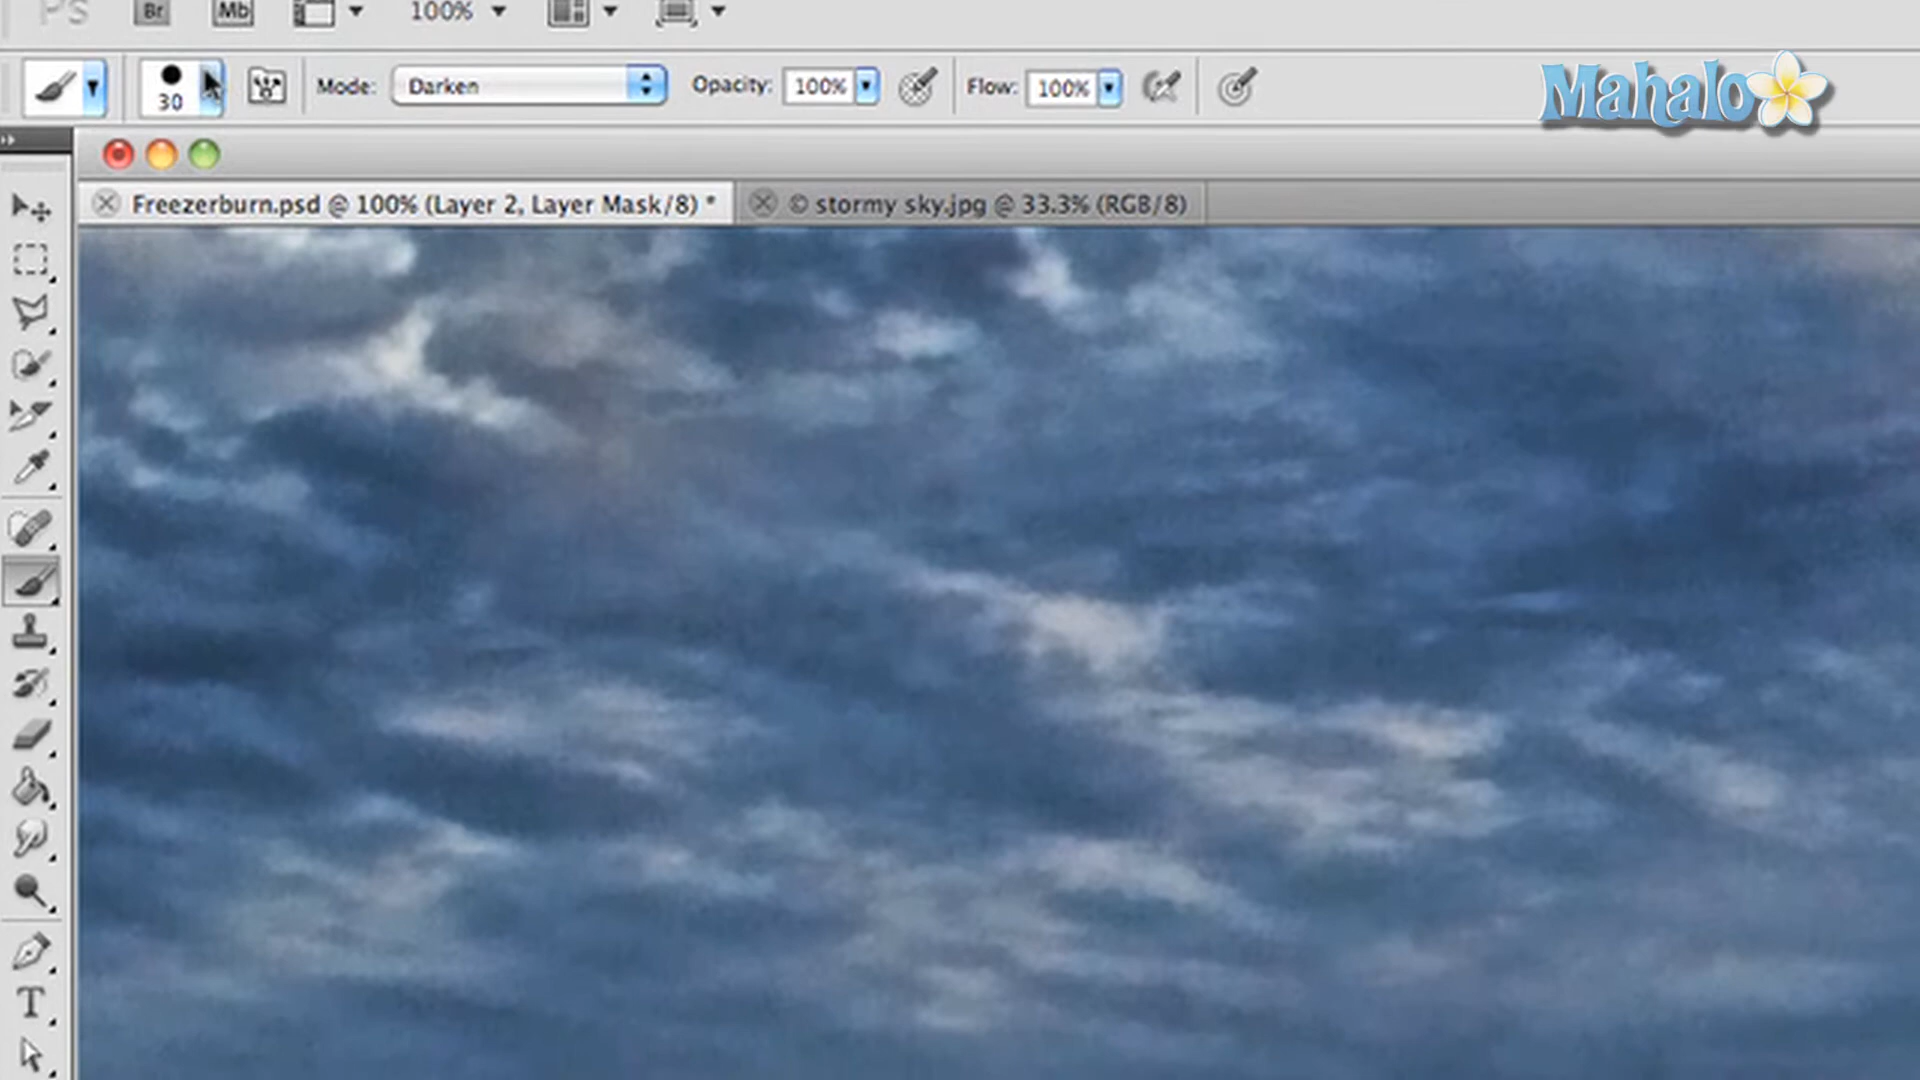 PS Br Mb 100%
30 Mode: Darken Opacity: 100% Flow: 100%
Mahalo
Freezerburn.psd @ 100% (Layer 2, Layer Mask/8) * © stormy sky.jpg @ 33.3% (RGB/8)
T